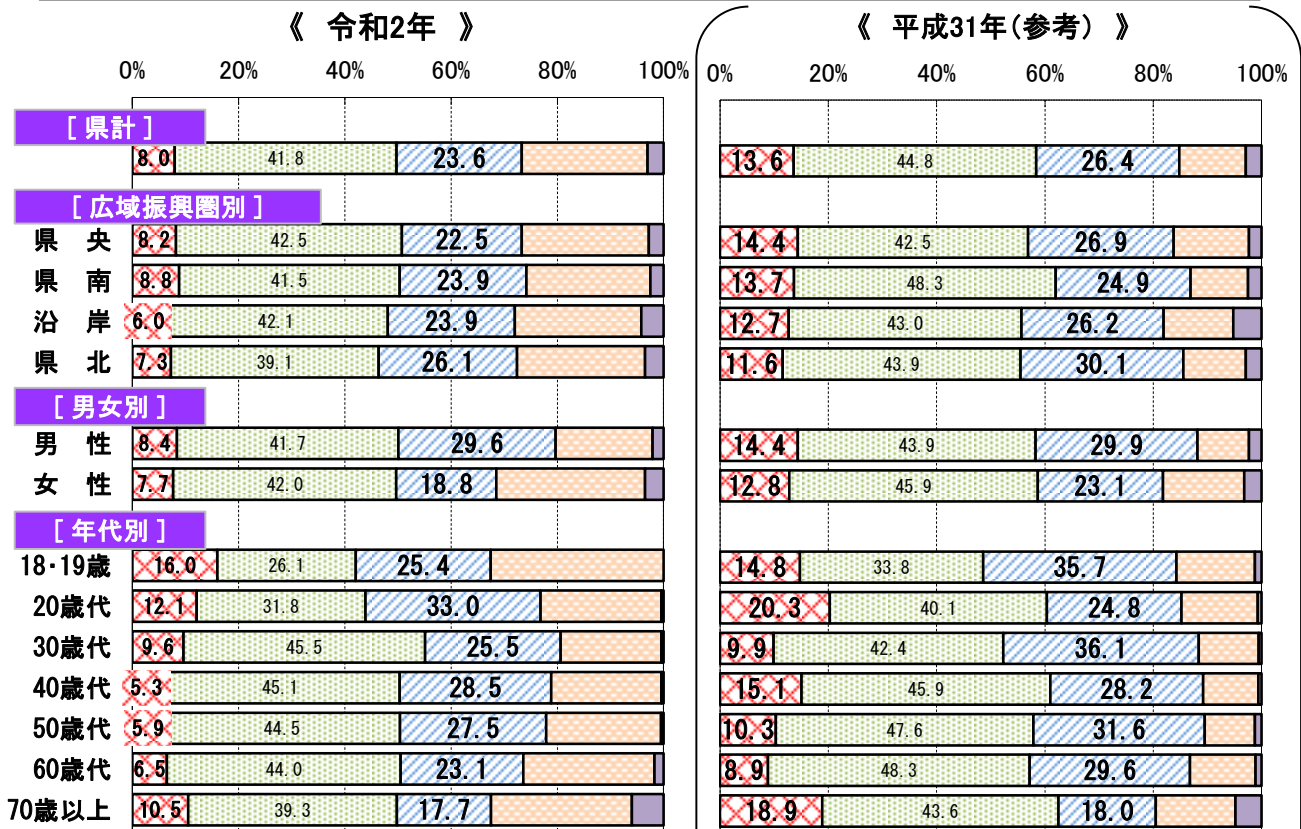 《 令和2年 》 《 平成31年(参考) 》
0% 20% 40% 60% 80% 100% 0% 20% 40% 60% 80% 100%
[ 県計 ]
8.0 41.8 23.6 13.6 44.8 26.4
[ 広域振興圏別 ]
県 央 8.2 42.5 22.5 14.4 42.5 26.9
県 南 8.8 41.5 23.9 13.7 48.3 24.9
沿 岸 6.0 42.1 23.9 12.7 43.0 26.2
県 北 7.3 39.1 26.1 11.6 43.9 30.1
[ 男女別 ]
男 性 8.4 41.7 29.6 14.4 43.9 29.9
女 性 7.7 42.0 18.8 12.8 45.9 23.1
[ 年代別 ]
18・19歳 16.0 26.1 25.4 14.8 33.8 35.7
20歳代 12.1 31.8 33.0 20.3 40.1 24.8
30歳代 9.6 45.5 25.5 9.9 42.4 36.1
40歳代 5.3 45.1 28.5 15.1 45.9 28.2
50歳代 5.9 44.5 27.5 10.3 47.6 31.6
60歳代 6.5 44.0 23.1 8.9 48.3 29.6
70歳以上 10.5 39.3 17.7 18.9 43.6 18.0